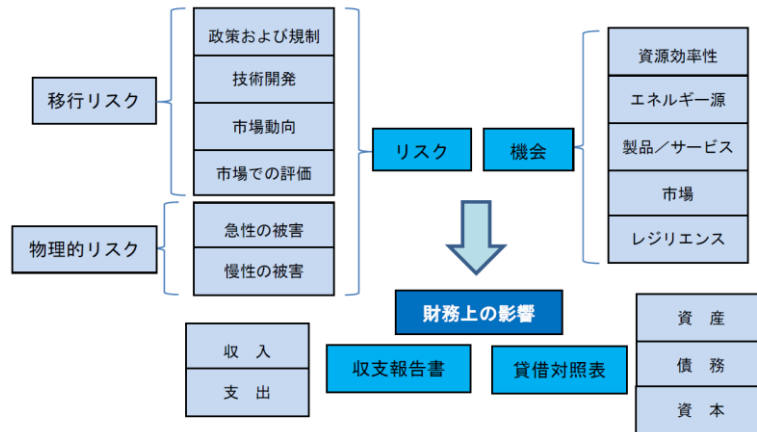 政策および規制
技術開発
市場動向
市場での評価
移行リスク
急性の被害
慢性の被害
物理的リスク
リスク
機会
資源効率性
エネルギー源
製品／サービス
市場
レジリエンス
財務上の影響
収支報告書
貸借対照表
収　入
支　出
資　産
債　務
資　本